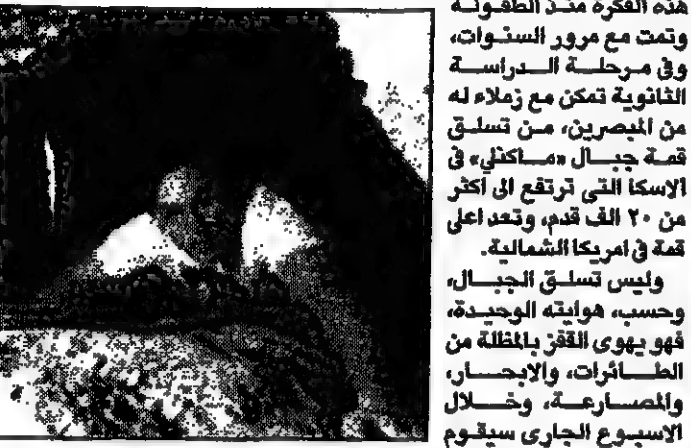 هذه الفكرة منذ الطفولة
وتمت مع مرور السنوات،
وفي مرحلة الدراسة
الثانوية تمكن مع زملاء له
من المبصرين، من تسلق
قمة جبال «ماكنلي» في
الاسكا التي ترتفع الى اكثر
من ٢٠ الف قدم، وتعد اعلى
قمة في امريكا الشمالية.
وليس تسلق الجبال،
وحسب، هوايته الوحيدة،
فهو يهوى القفز بالمظلة من
الطائرات، والابحار،
والمصارعة، وخلال
الاسبوع الجاري سيقوم